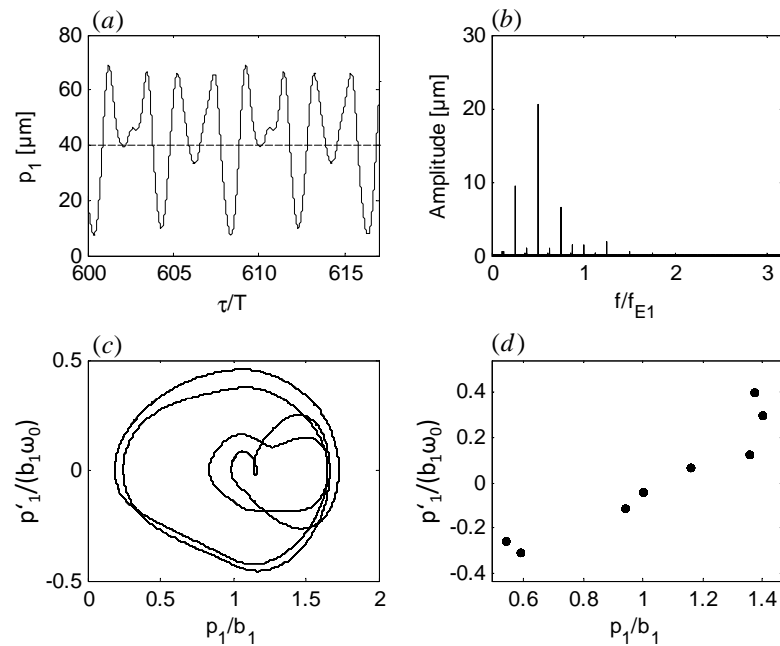 (a)
80
60
40
20
0
p1 [µm]
600 605 610 615
τ/T
(b)
30
20
10
0
Amplitude [µm]
0 1 2 3
f/fE1
(c)
0.5
0
-0.5
p'1/(b1ω0)
0 0.5 1 1.5 2
p1/b1
(d)
0.4
0.2
0
-0.2
-0.4
p'1/(b1ω0)
0.6 0.8 1 1.2 1.4
p1/b1